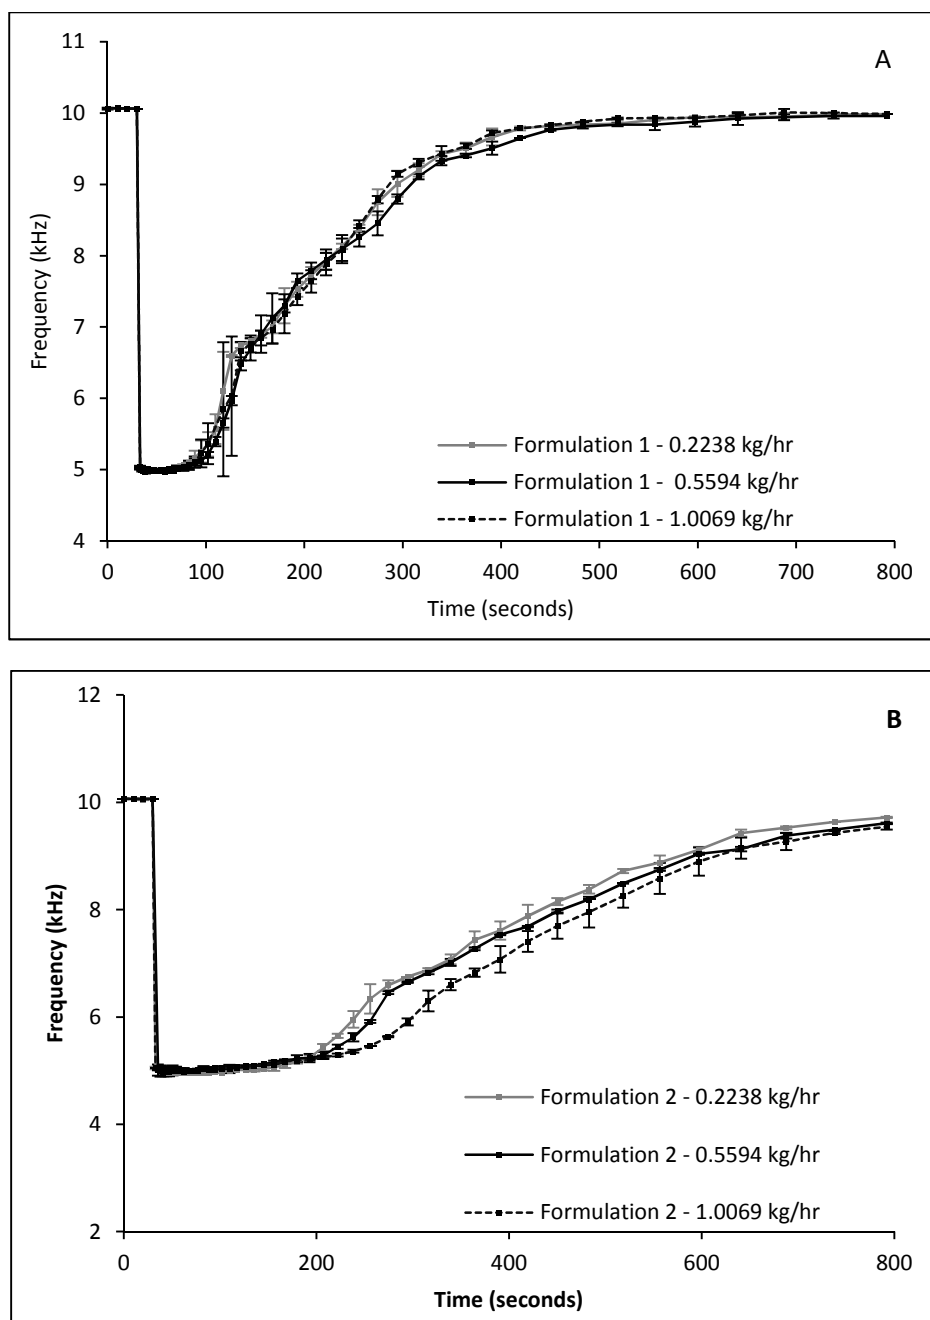 A
11
10
9
8
7
6
5
4
Frequency (kHz)
Formulation 1 - 0.2238 kg/hr
Formulation 1 -  0.5594 kg/hr
Formulation 1 - 1.0069 kg/hr
0 100 200 300 400 500 600 700 800
Time (seconds)
B
12
10
8
6
4
2
Frequency (kHz)
Formulation 2 - 0.2238 kg/hr
Formulation 2 - 0.5594 kg/hr
Formulation 2 - 1.0069 kg/hr
0 200 400 600 800
Time (seconds)